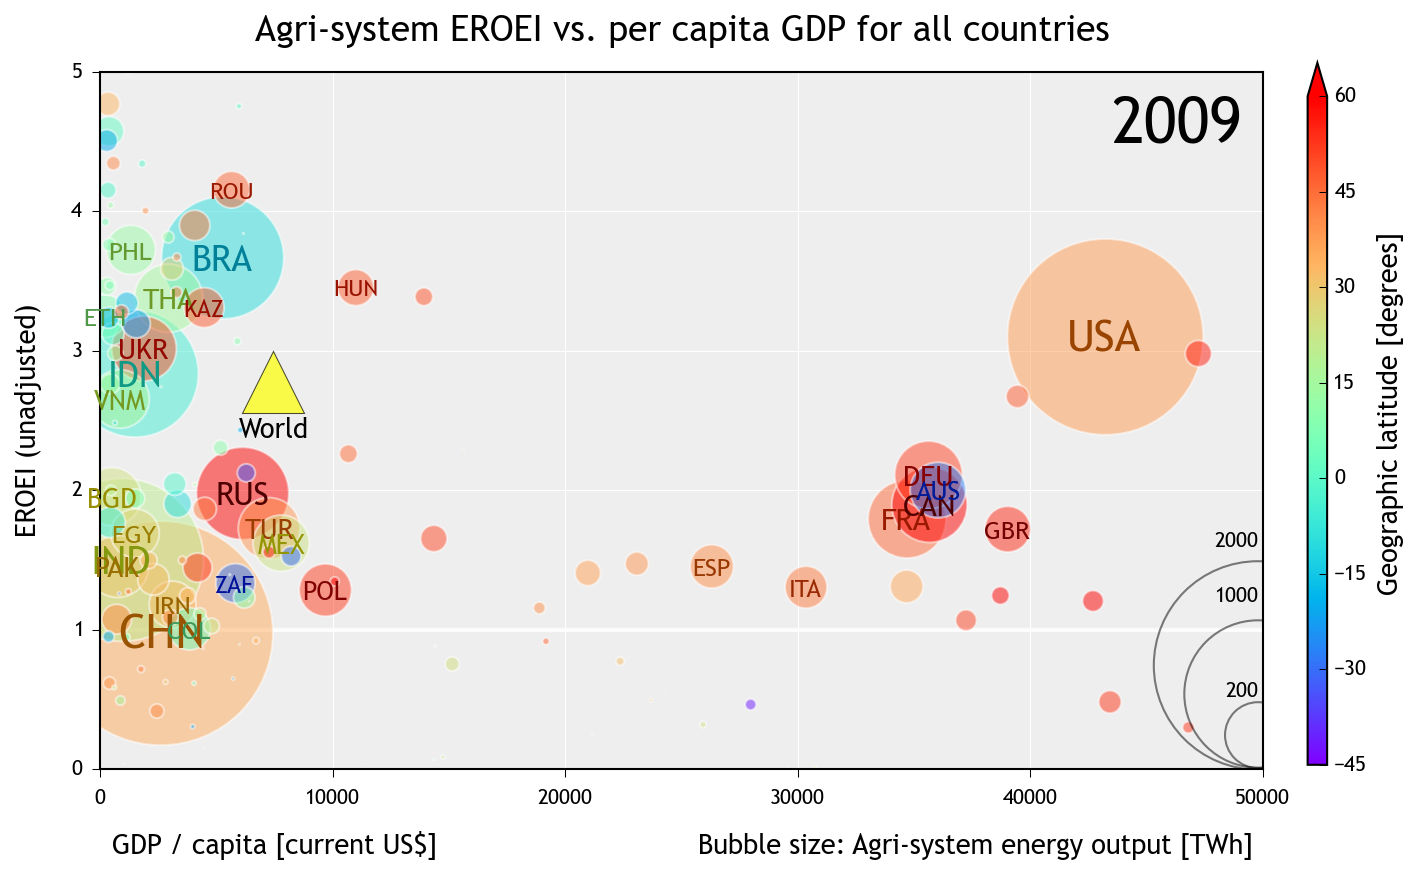 Agri-system EROEI vs. per capita GDP for all countries
2009
5
4
3
2
1
0
EROEI (unadjusted)
ROU
PHL
BRA
HUN
THA
KAZ
ETH
UKR
USA
IDN
VNM
World
RUS
DEU
AUS
BGD
CAN
TUR
FRA
EGY
MEX
GBR
IND
PAK
ESP
ZAF
POL
ITA
IRN
COL
CHN
2000
1000
200
0
10000
20000
30000
40000
50000
GDP / capita [current US$]
Bubble size: Agri-system energy output [TWh]
60
45
30
15
0
−15
−30
−45
Geographic latitude [degrees]